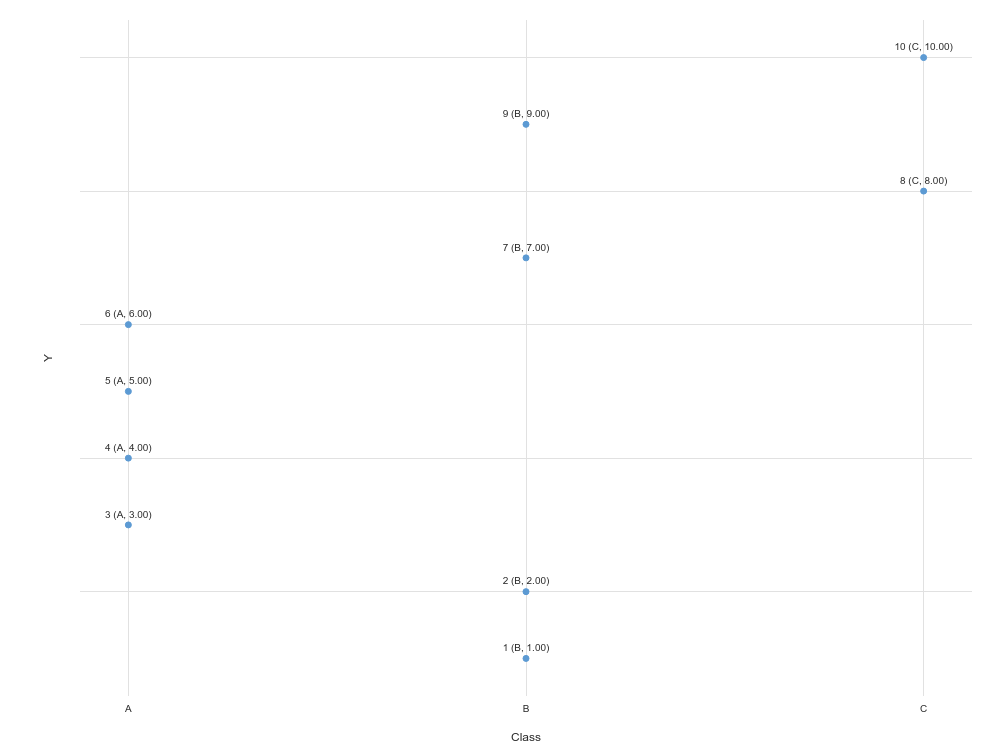 10 (C, 10.00)
9 (B, 9.00)
8 (C, 8.00)
7 (B, 7.00)
6 (A, 6.00)
Y
5 (A, 5.00)
4 (A, 4.00)
3 (A, 3.00)
2 (B, 2.00)
1 (B, 1.00)
A B C
Class